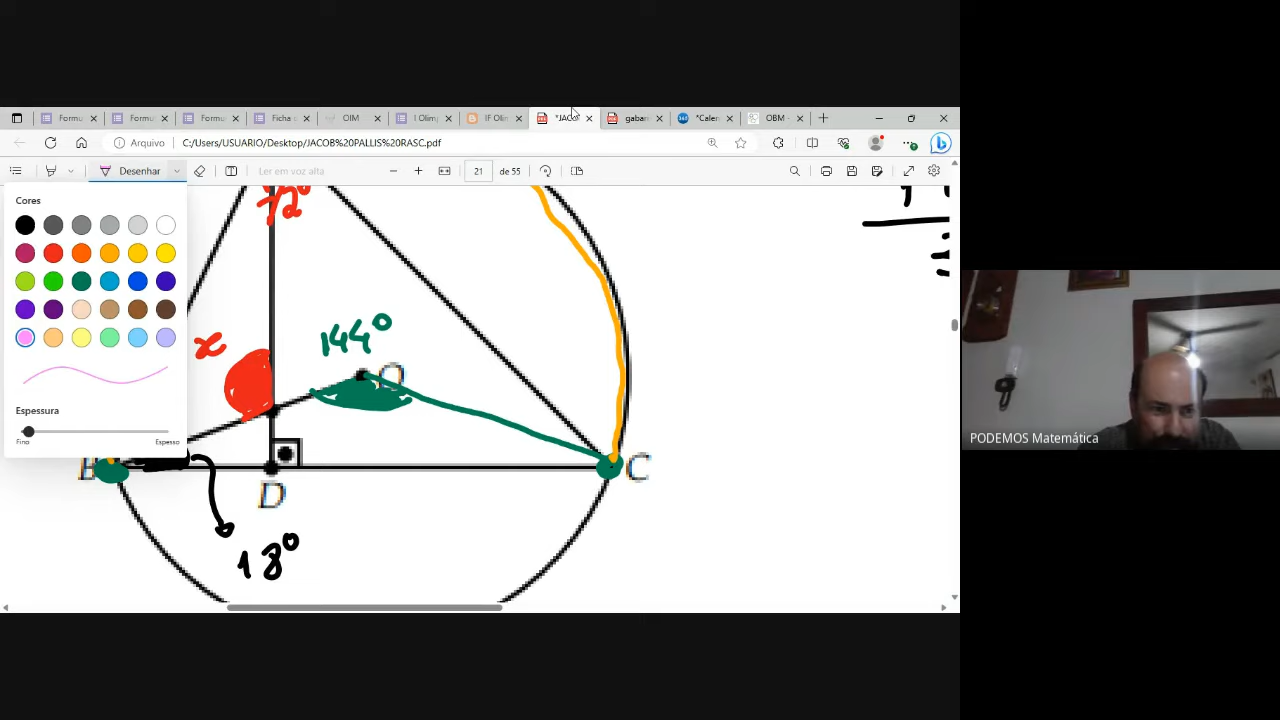 Formu
Formu
Formu
Ficha
OIM
I Olim
IF Olin
*JACO
gabar
*Calen
OBM -
Arquivo
C:/Users/USUARIO/Desktop/JACOB%20PALLIS%20RASC.pdf
Desenhar
Ler em voz alta
21
de 55
Cores
72°
x
144°
O
Espessura
Fino
Espesso
B
D
C
18°
PODEMOS Matemática